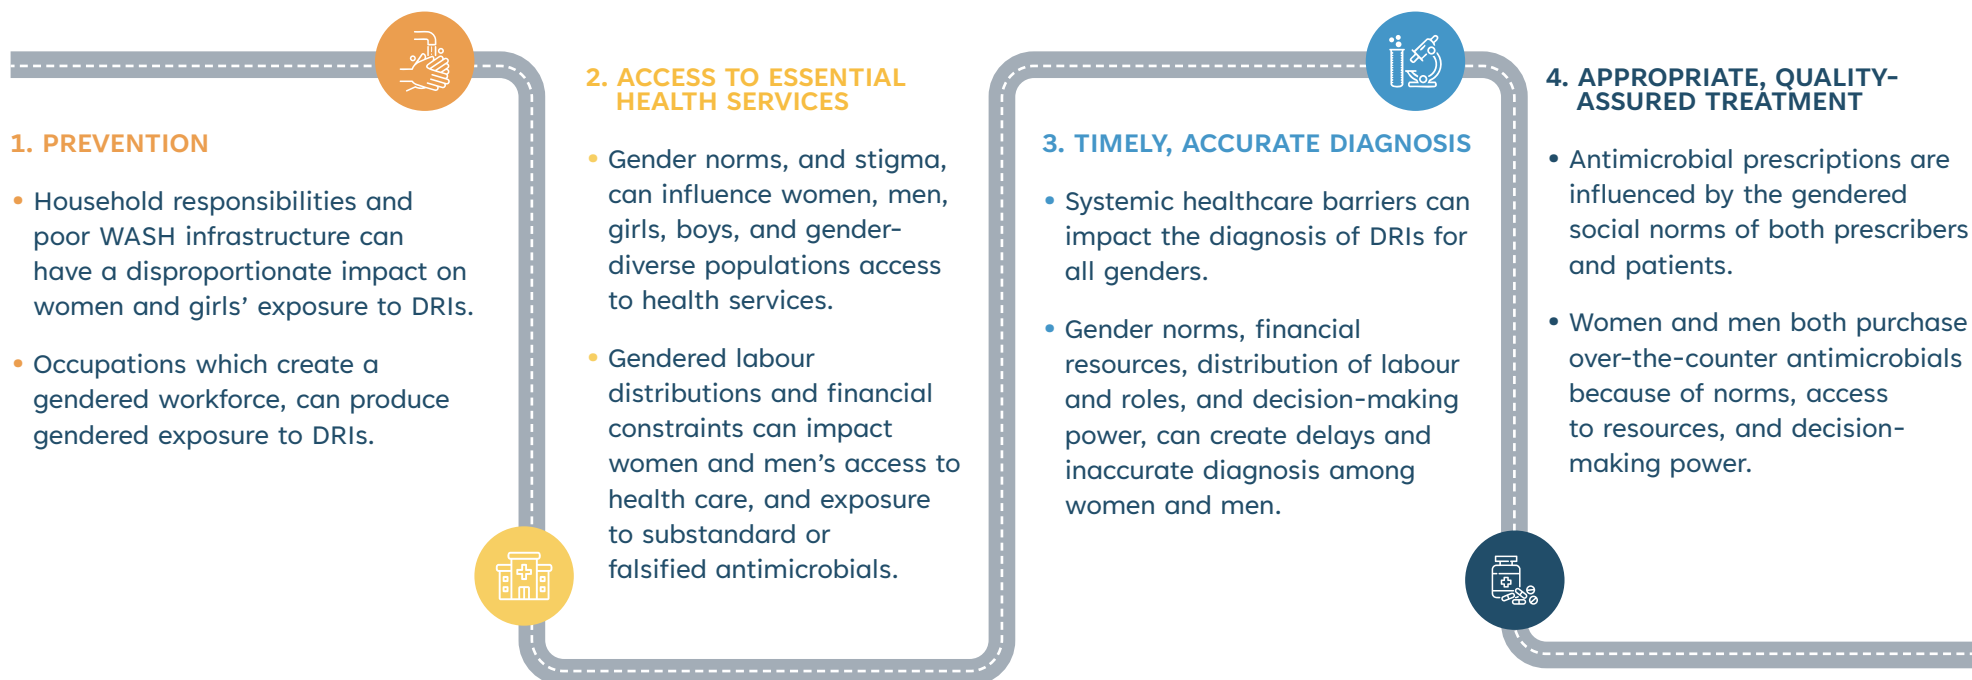 1. PREVENTION
• Household responsibilities and
poor WASH infrastructure can
have a disproportionate impact on
women and girls’ exposure to DRIs.
• Occupations which create a
gendered workforce, can produce
gendered exposure to DRIs.
2. ACCESS TO ESSENTIAL
HEALTH SERVICES
• Gender norms, and stigma,
can influence women, men,
girls, boys, and gender-
diverse populations access
to health services.
• Gendered labour
distributions and financial
constraints can impact
women and men’s access to
health care, and exposure
to substandard or
falsified antimicrobials.
3. TIMELY, ACCURATE DIAGNOSIS
• Systemic healthcare barriers can
impact the diagnosis of DRIs for
all genders.
• Gender norms, financial
resources, distribution of labour
and roles, and decision-making
power, can create delays and
inaccurate diagnosis among
women and men.
4. APPROPRIATE, QUALITY-
ASSURED TREATMENT
• Antimicrobial prescriptions are
influenced by the gendered
social norms of both prescribers
and patients.
• Women and men both purchase
over-the-counter antimicrobials
because of norms, access
to resources, and decision-
making power.